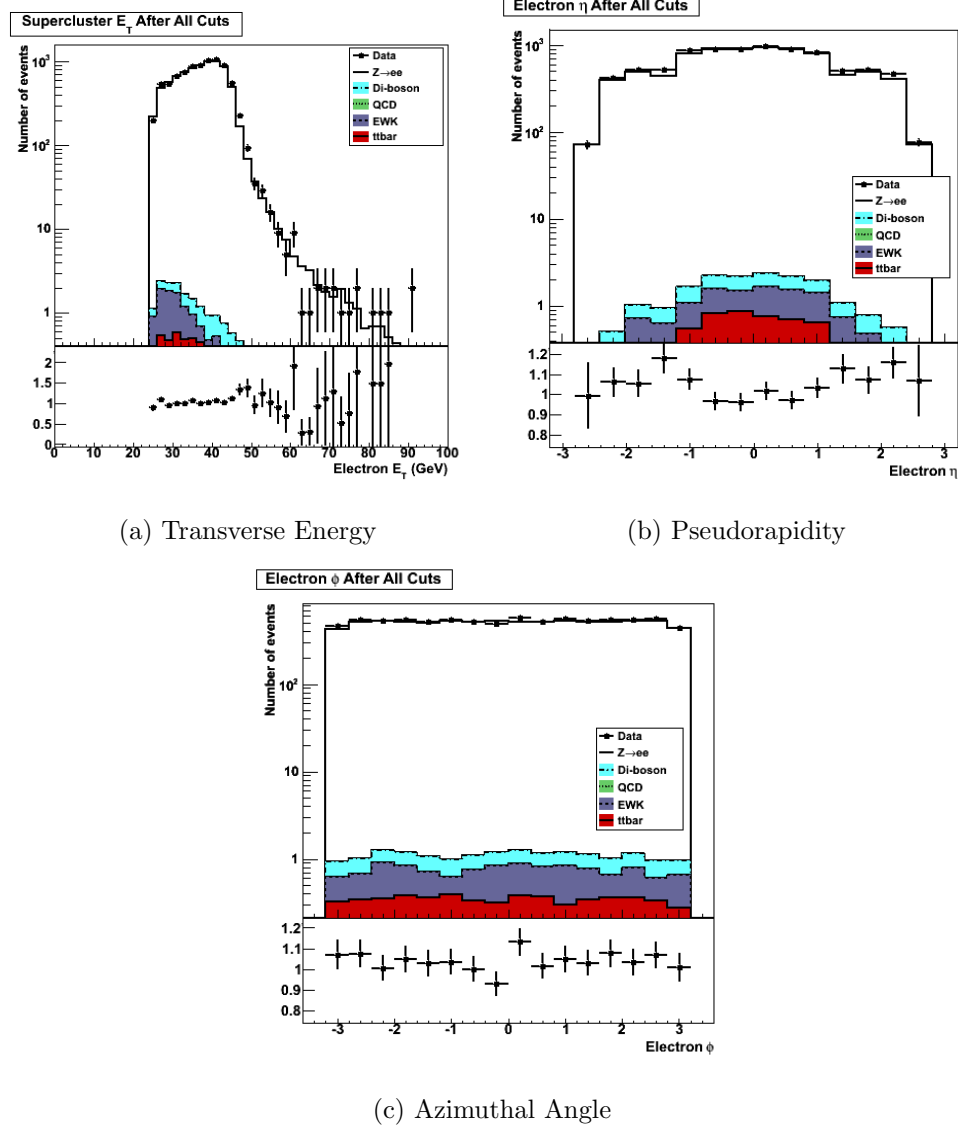 Supercluster E_T After All Cuts
Number of events
10³
10²
10
1
Data
Z→ee
Di-boson
QCD
EWK
ttbar
2
1.5
1
0.5
0
0 10 20 30 40 50 60 70 80 90 100
Electron E_T (GeV)
(a) Transverse Energy
Electron η After All Cuts
Number of events
10³
10²
10
1
Data
Z→ee
Di-boson
QCD
EWK
ttbar
1.2
1.1
1
0.9
0.8
-3 -2 -1 0 1 2 3
Electron η
(b) Pseudorapidity
Electron ϕ After All Cuts
Number of events
10²
10
1
Data
Z→ee
Di-boson
QCD
EWK
ttbar
1.2
1.1
1
0.9
0.8
-3 -2 -1 0 1 2 3
Electron ϕ
(c) Azimuthal Angle